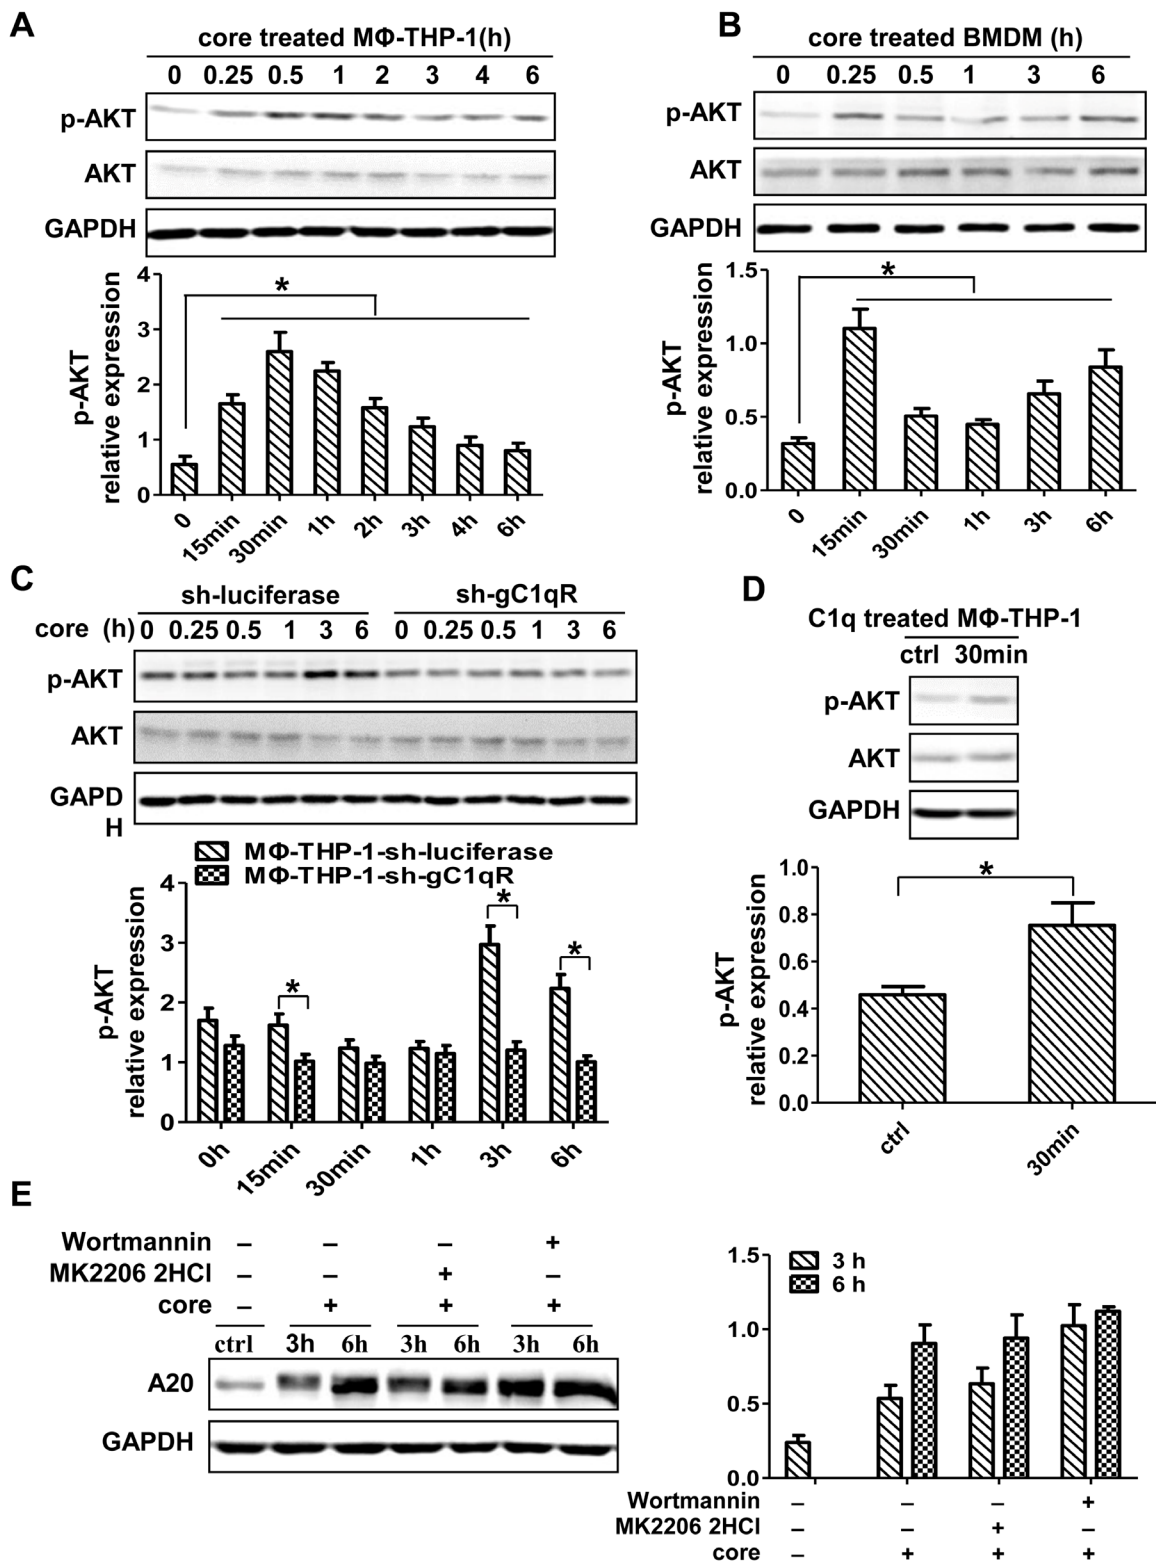 A
core treated MΦ-THP-1(h)
0 0.25 0.5 1 2 3 4 6
p-AKT
AKT
GAPDH
p-AKT
relative expression
4
3
2
1
0
*
0 15min 30min 1h 2h 3h 4h 6h
B
core treated BMDM (h)
0 0.25 0.5 1 3 6
p-AKT
AKT
GAPDH
p-AKT
relative expression
1.5
1.0
0.5
0.0
*
0 15min 30min 1h 3h 6h
C
sh-luciferase sh-gC1qR
core (h) 0 0.25 0.5 1 3 6 0 0.25 0.5 1 3 6
p-AKT
AKT
GAPD
H
MΦ-THP-1-sh-luciferase
MΦ-THP-1-sh-gC1qR
p-AKT
relative expression
4
3
2
1
0
* * *
0h 15min 30min 1h 3h 6h
D
C1q treated MΦ-THP-1
ctrl 30min
p-AKT
AKT
GAPDH
p-AKT
relative expression
1.0
0.8
0.6
0.4
0.2
0.0
*
ctrl 30min
E
Wortmannin – – – +
MK2206 2HCl – – + –
core – + + +
ctrl 3h 6h 3h 6h 3h 6h
A20
GAPDH
1.5
1.0
0.5
0.0
3 h
6 h
Wortmannin – – – +
MK2206 2HCl – – + –
core – + + +